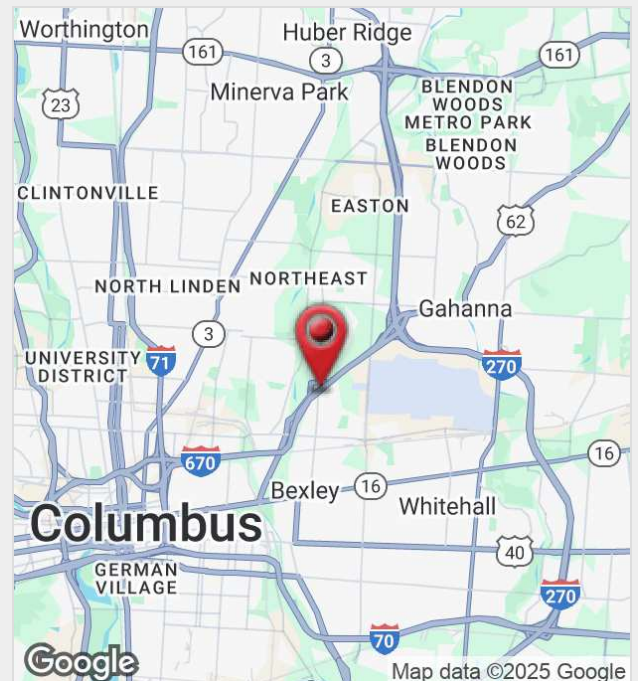 Worthington
Huber Ridge
161
3
161
23
Minerva Park
BLENDON
WOODS
METRO PARK
BLENDON
WOODS
CLINTONVILLE
EASTON
62
NORTH LINDEN
NORTHEAST
Gahanna
3
UNIVERSITY
DISTRICT
71
270
670
16
Bexley
16
Whitehall
Columbus
40
GERMAN
VILLAGE
270
70
Google
Map data ©2025 Google